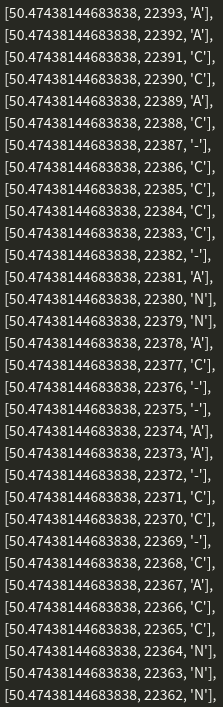 [50.47438144683838, 22393, 'A'],
[50.47438144683838, 22392, 'A'],
[50.47438144683838, 22391, 'C'],
[50.47438144683838, 22390, 'C'],
[50.47438144683838, 22389, 'A'],
[50.47438144683838, 22388, 'C'],
[50.47438144683838, 22387, '-'],
[50.47438144683838, 22386, 'C'],
[50.47438144683838, 22385, 'C'],
[50.47438144683838, 22384, 'C'],
[50.47438144683838, 22383, 'C'],
[50.47438144683838, 22382, '-'],
[50.47438144683838, 22381, 'A'],
[50.47438144683838, 22380, 'N'],
[50.47438144683838, 22379, 'N'],
[50.47438144683838, 22378, 'A'],
[50.47438144683838, 22377, 'C'],
[50.47438144683838, 22376, '-'],
[50.47438144683838, 22375, '-'],
[50.47438144683838, 22374, 'A'],
[50.47438144683838, 22373, 'A'],
[50.47438144683838, 22372, '-'],
[50.47438144683838, 22371, 'C'],
[50.47438144683838, 22370, 'C'],
[50.47438144683838, 22369, '-'],
[50.47438144683838, 22368, 'C'],
[50.47438144683838, 22367, 'A'],
[50.47438144683838, 22366, 'C'],
[50.47438144683838, 22365, 'C'],
[50.47438144683838, 22364, 'N'],
[50.47438144683838, 22363, 'N'],
[50.47438144683838, 22362, 'N'],